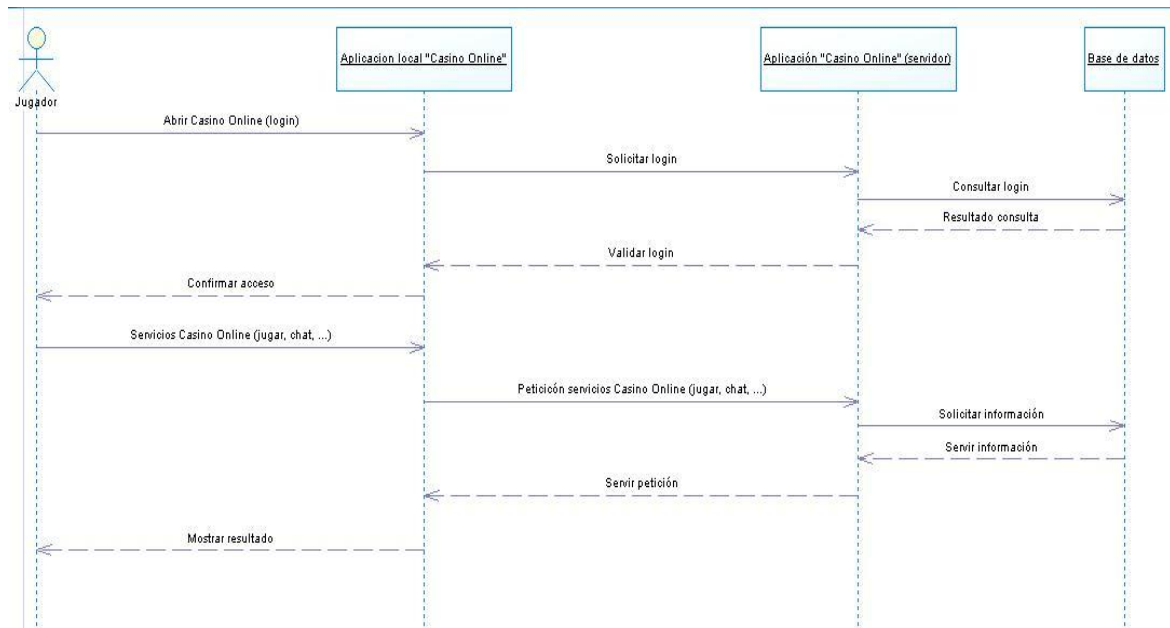 Aplicacion local "Casino Online"
Aplicación "Casino Online" (servidor)
Base de datos
Jugador
Abrir Casino Online (login)
Solicitar login
Consultar login
Resultado consulta
Validar login
Confirmar acceso
Servicios Casino Online (jugar, chat, ...)
Peticicón servicios Casino Online (jugar, chat, ...)
Solicitar información
Servir información
Servir petición
Mostrar resultado